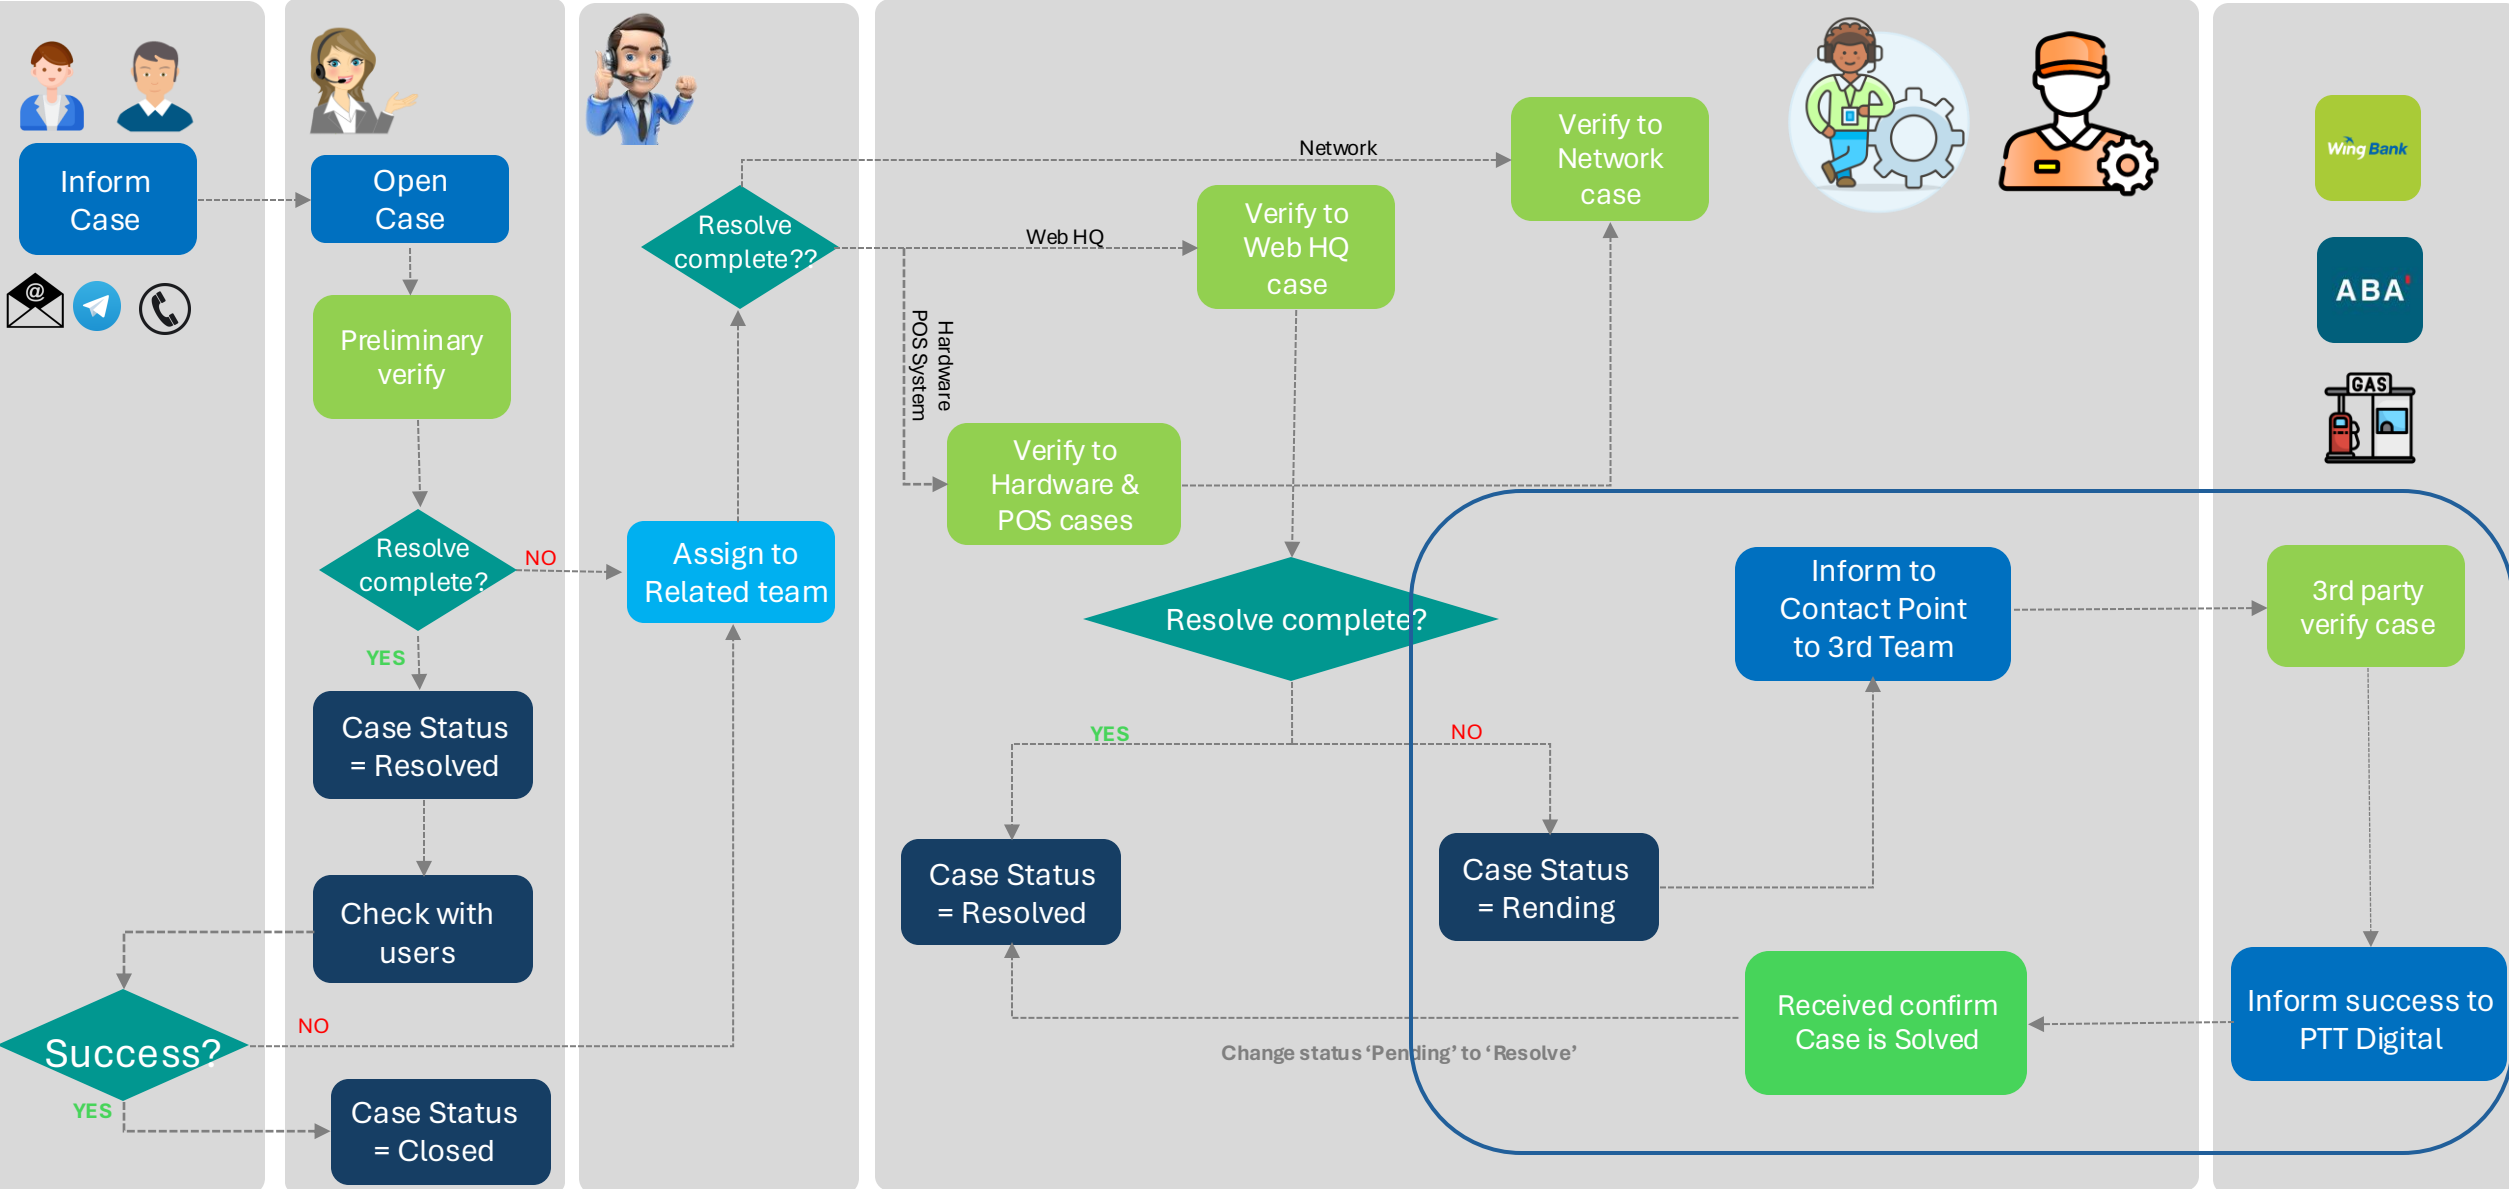 Inform
Case
@
Open
Case
Preliminary
verify
Resolve
complete?
NO
YES
Case Status
= Resolved
Check with
users
Success?
NO
YES
Case Status
= Closed
Assign to
Related team
Resolve
complete??
Network
Web HQ
Hardware
POS System
Verify to
Network
case
Verify to
Web HQ
case
Verify to
Hardware &
POS cases
Resolve complete?
YES
NO
Case Status
= Resolved
Case Status
= Rending
Inform to
Contact Point
to 3rd Team
Received confirm
Case is Solved
Change status ‘Pending’ to ‘Resolve’
Wing Bank
ABA'
GAS
3rd party
verify case
Inform success to
PTT Digital